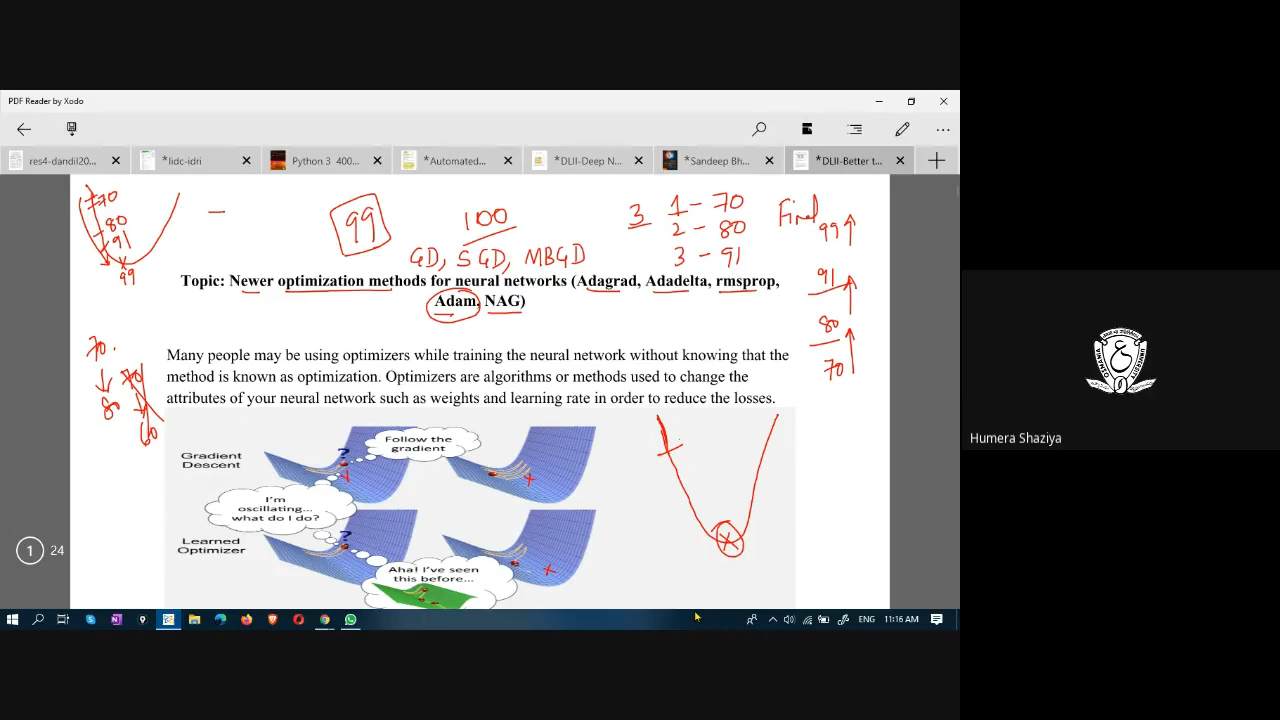 PDF Reader by Xodo
res4-dandil20...
*lidc-idri
Python 3 400...
*Automated...
*DLII-Deep N...
*Sandeep Bh...
*DLII-Better t...
70
80
91
99
99
100
GD, SGD, MBGD
3 1 - 70
2 - 80
3 - 91
Final
99
91
80
70
Topic: Newer optimization methods for neural networks (Adagrad, Adadelta, rmsprop,
Adam, NAG)
70
80
70
60
Many people may be using optimizers while training the neural network without knowing that the
method is known as optimization. Optimizers are algorithms or methods used to change the
attributes of your neural network such as weights and learning rate in order to reduce the losses.
Gradient
Descent
?
Follow the
gradient
I'm
oscillating...
what do I do?
Learned
Optimizer
?
Aha! I've seen
this before...
1 24
ENG
11:16 AM
Humera Shaziya